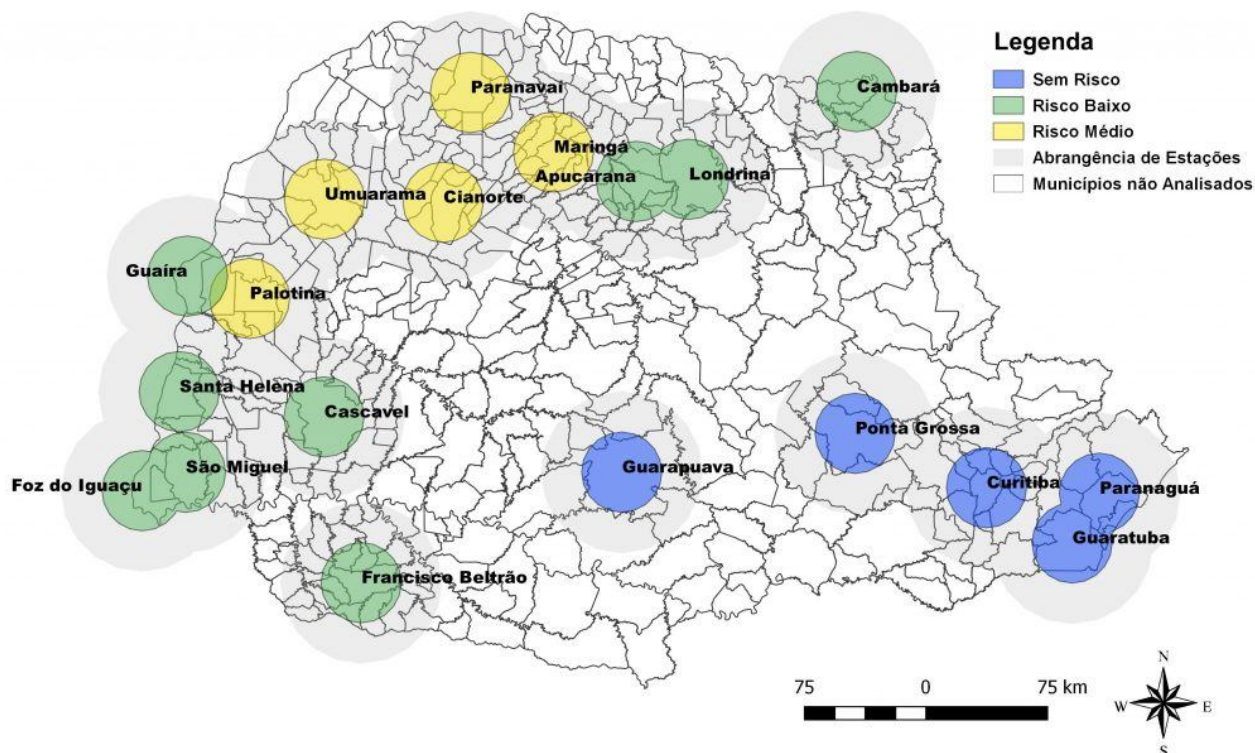 Legenda
Sem Risco
Risco Baixo
Risco Médio
Abrangência de Estações
Municípios não Analisados
Paranavaí
Cambará
Maringá
Apucarana
Londrina
Umuarama
Cianorte
Guaíra
Palotina
Santa Helena
Cascavel
Ponta Grossa
São Miguel
Guarapuava
Foz do Iguaçu
Curitiba
Paranaguá
Guaratuba
Francisco Beltrão
75 0 75 km
N
W E
S